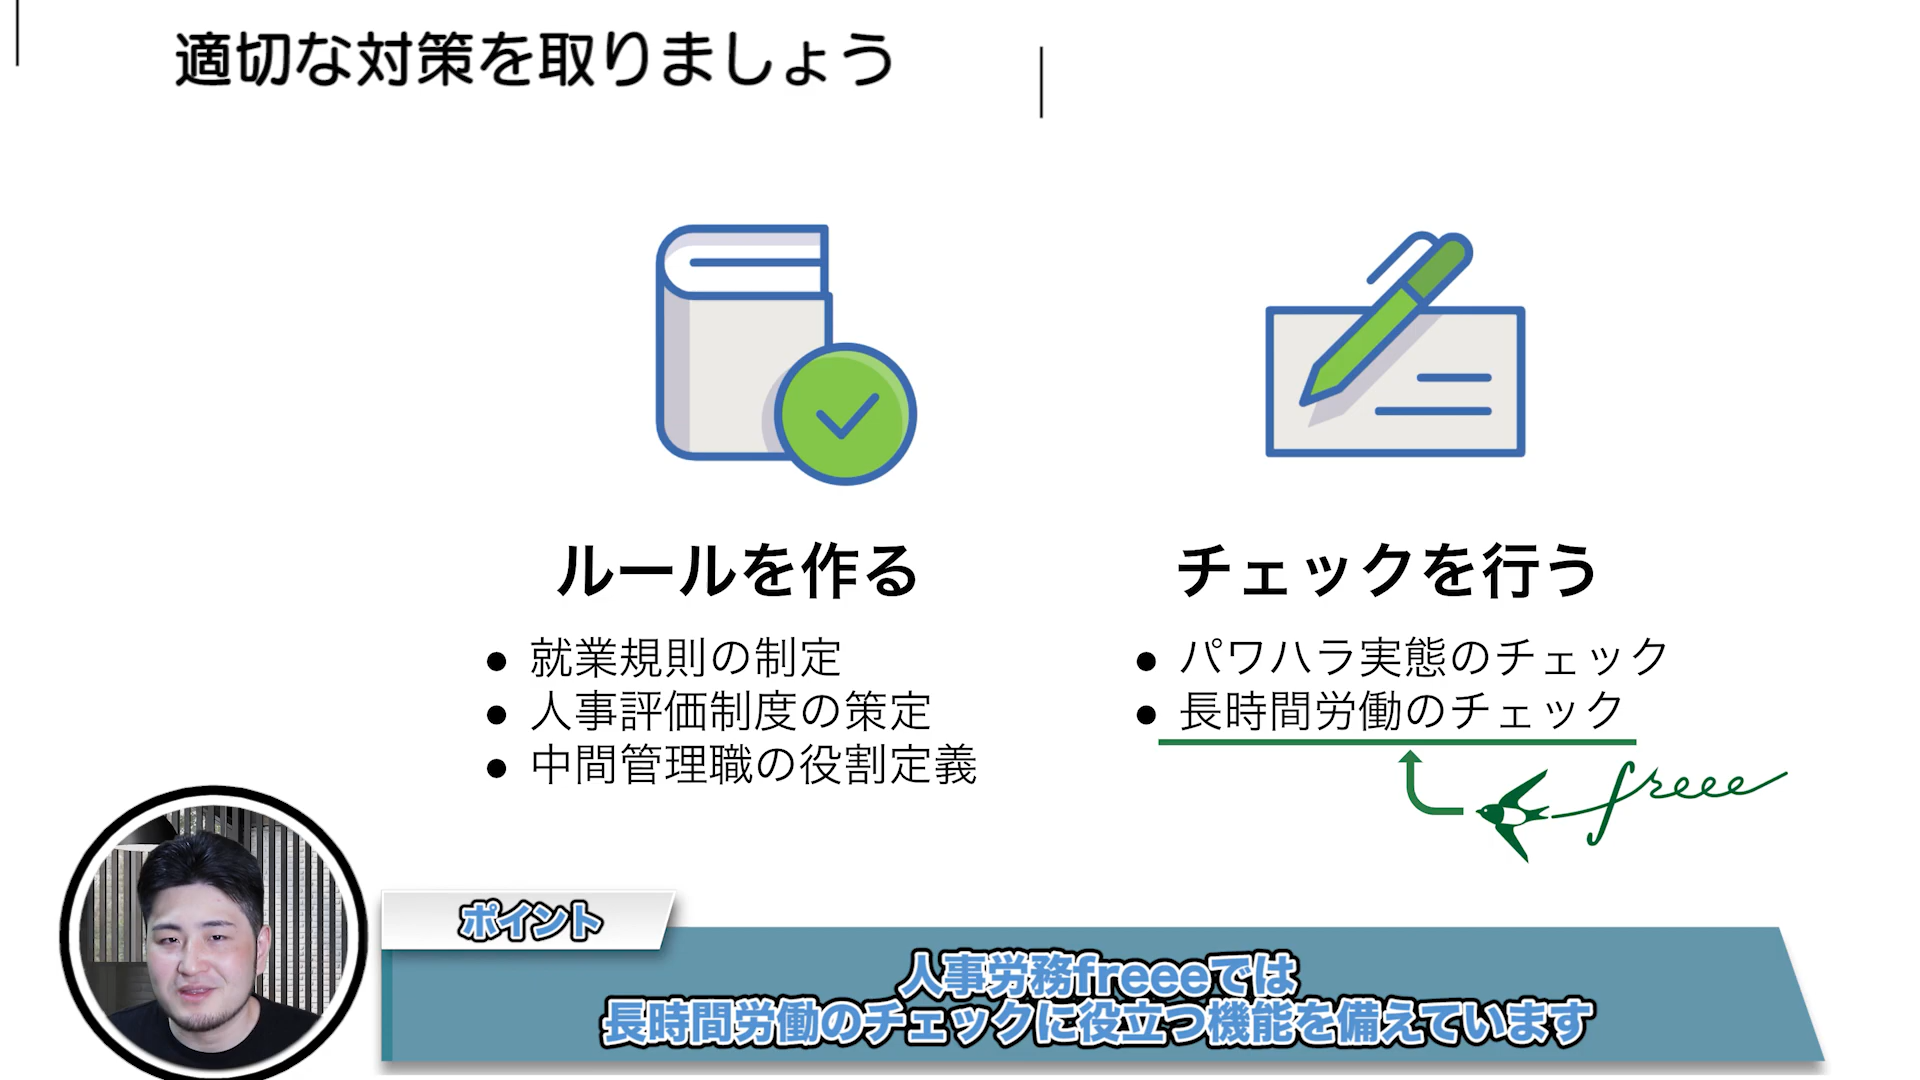 適切な対策を取りましょう
ルールを作る
● 就業規則の制定
● 人事評価制度の策定
● 中間管理職の役割定義
チェックを行う
● パワハラ実態のチェック
● 長時間労働のチェック
freee
ポイント
人事労務freeeでは
長時間労働のチェックに役立つ機能を備えています